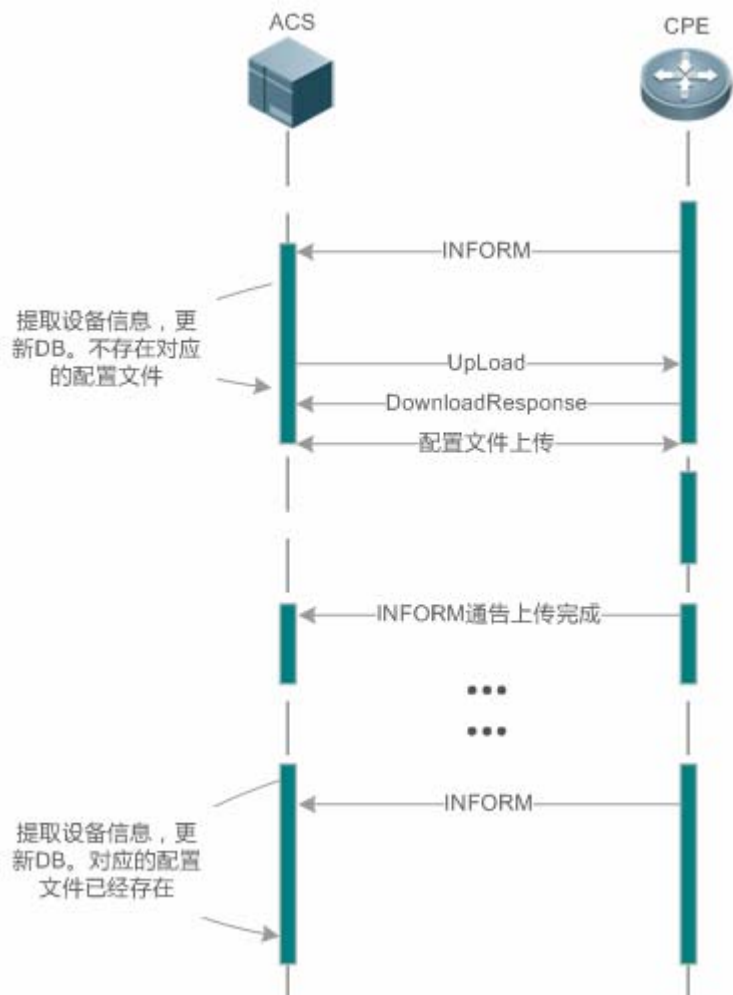 ACS
CPE
INFORM
提取设备信息，更
新DB。不存在对应
的配置文件
UpLoad
DownloadResponse
配置文件上传
INFORM通告上传完成
•••
•••
INFORM
提取设备信息，更
新DB。对应的配置
文件已经存在